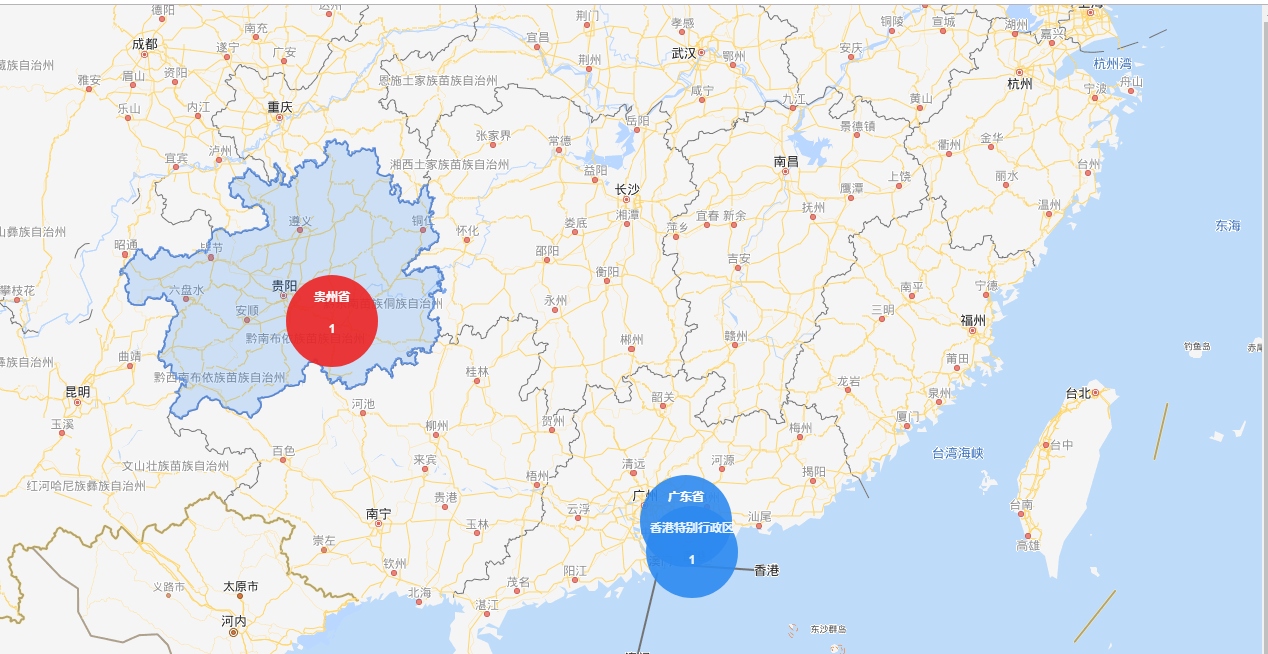 德阳
南充
达州
荆门
孝感
铜陵
宣城
湖州
上海
嘉兴
成都
遂宁
广安
宜昌
荆州
武汉
鄂州
安庆
杭州湾
藏族自治州
雅安
眉山
资阳
恩施土家族苗族自治州
咸宁
九江
黄山
杭州
宁波
舟山
乐山
内江
重庆
张家界
常德
岳阳
景德镇
衢州
金华
宜宾
泸州
湘西土家族苗族自治州
益阳
长沙
南昌
鹰潭
上饶
丽水
台州
遵义
铜仁
怀化
娄底
湘潭
萍乡
宜春
新余
抚州
温州
东海
山彝族自治州
昭通
毕节
邵阳
衡阳
吉安
攀枝花
六盘水
贵阳
贵州省
1
安顺
族侗族自治州
永州
南平
宁德
三明
福州
彝族自治州
曲靖
郴州
赣州
莆田
钓鱼岛
黔西南布依族苗族自治州
桂林
韶关
龙岩
泉州
昆明
玉溪
河池
柳州
贺州
梅州
厦门
台北
台中
百色
来宾
清远
河源
揭阳
台湾海峡
文山壮族苗族自治州
红河哈尼族彝族自治州
贵港
梧州
广东省
南宁
玉林
云浮
汕尾
台南
高雄
崇左
香港特别行政区
1
钦州
茂名
阳江
香港
义路市
太原市
北海
湛江
河内
东沙群岛